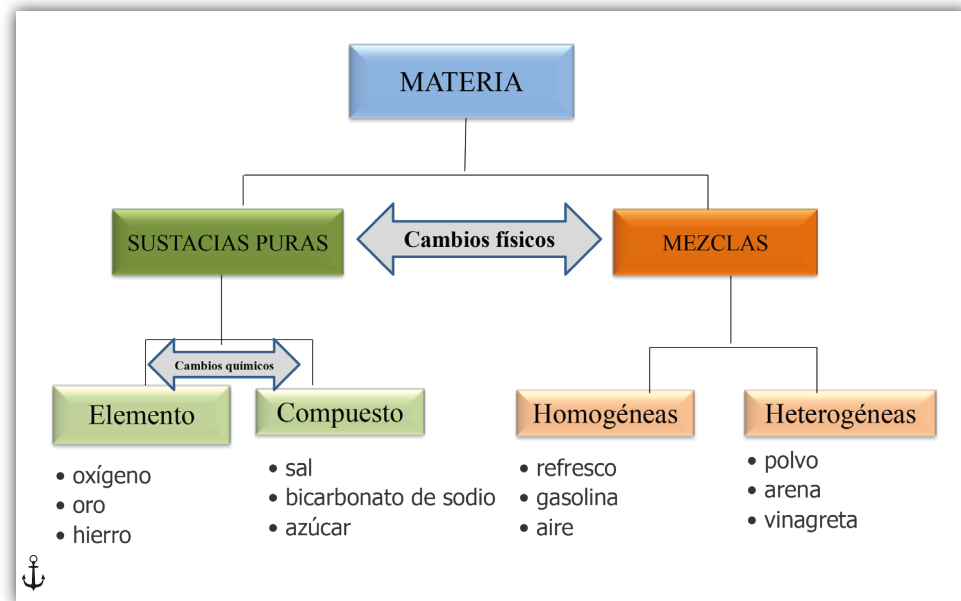 MATERIA
SUSTACIAS PURAS
Cambios físicos
MEZCLAS
Cambios químicos
Elemento
Compuesto
Homogéneas
Heterogéneas
• oxígeno
• oro
• hierro
• sal
• bicarbonato de sodio
• azúcar
• refresco
• gasolina
• aire
• polvo
• arena
• vinagreta